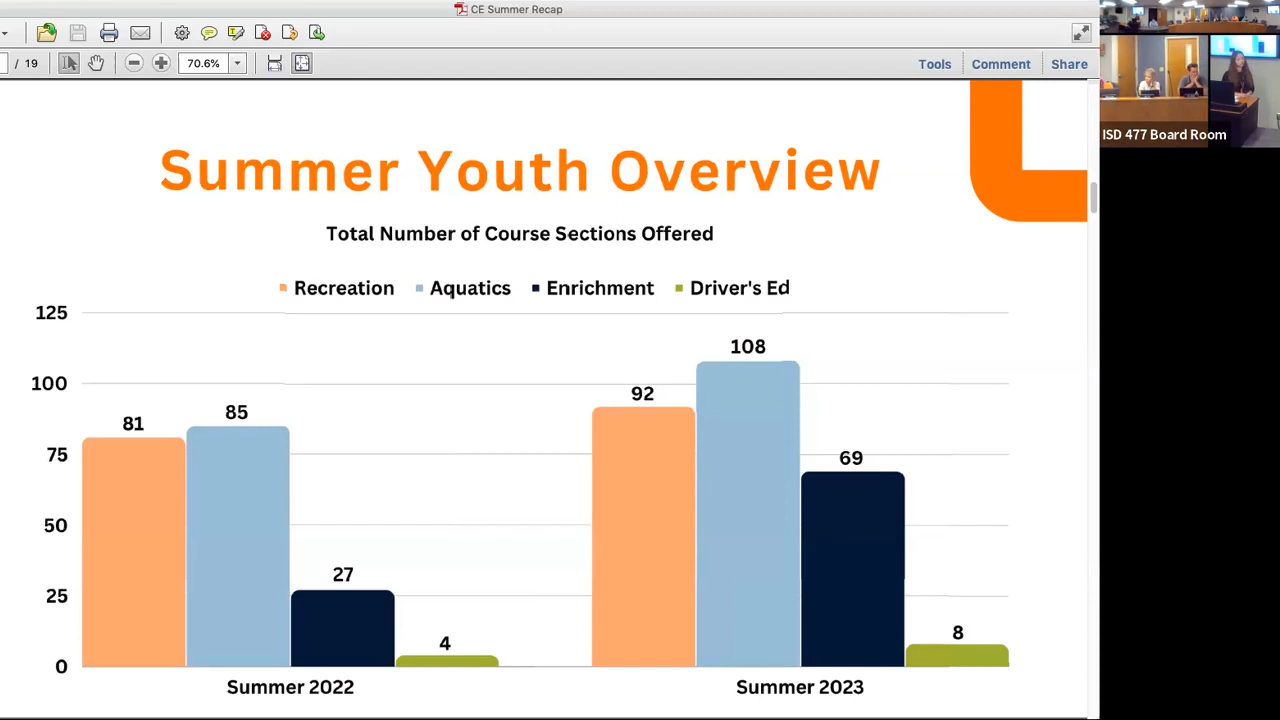 CE Summer Recap
/ 19
70.6%
Tools
Comment
Share
ISD 477 Board Room
Summer Youth Overview
Total Number of Course Sections Offered
Recreation Aquatics Enrichment Driver's Ed
125
100
75
50
25
0
81
85
27
4
92
108
69
8
Summer 2022
Summer 2023